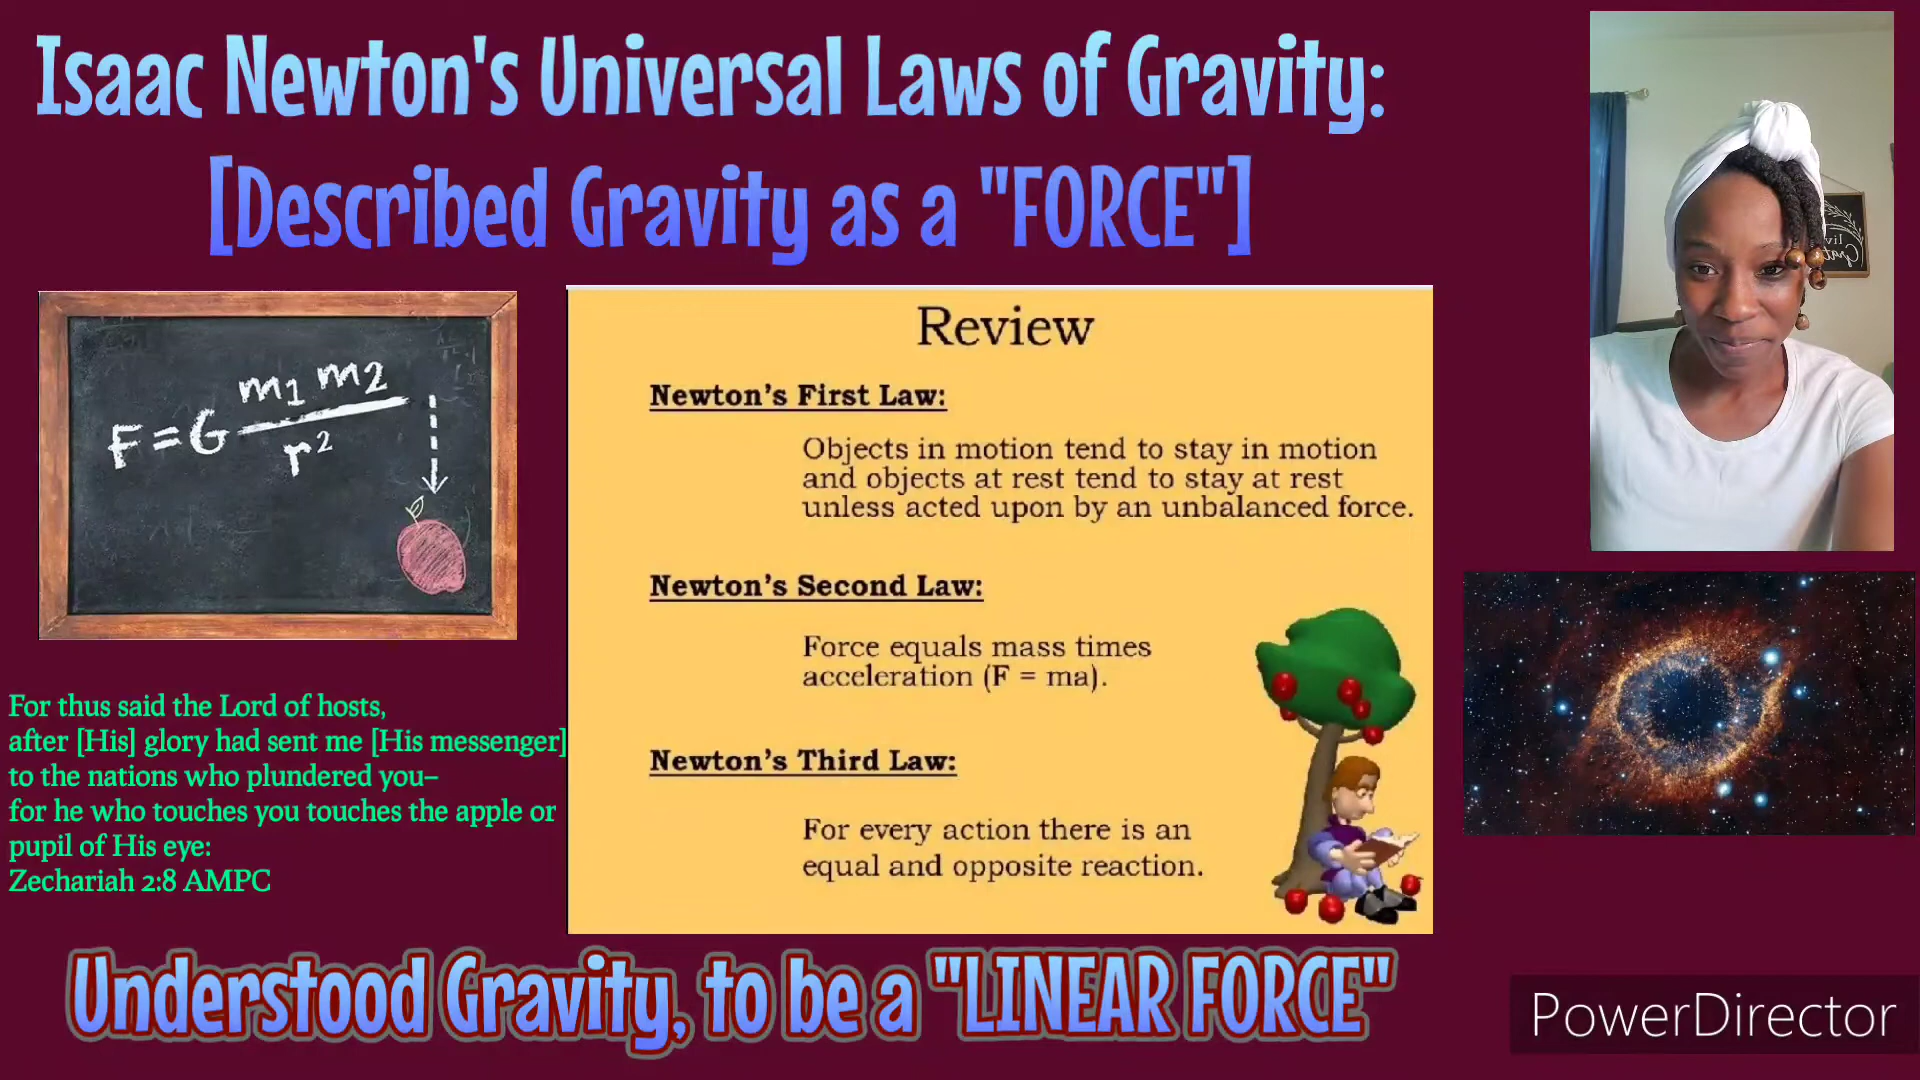 Isaac Newton's Universal Laws of Gravity:
[Described Gravity as a "FORCE"]
F=G m1 m2
r2
Review
Newton's First Law:
Objects in motion tend to stay in motion
and objects at rest tend to stay at rest
unless acted upon by an unbalanced force.
Newton's Second Law:
Force equals mass times
acceleration (F = ma).
Newton's Third Law:
For every action there is an
equal and opposite reaction.
For thus said the Lord of hosts,
after [His] glory had sent me [His messenger]
to the nations who plundered you–
for he who touches you touches the apple or
pupil of His eye:
Zechariah 2:8 AMPC
Understood Gravity, to be a "LINEAR FORCE"
PowerDirector